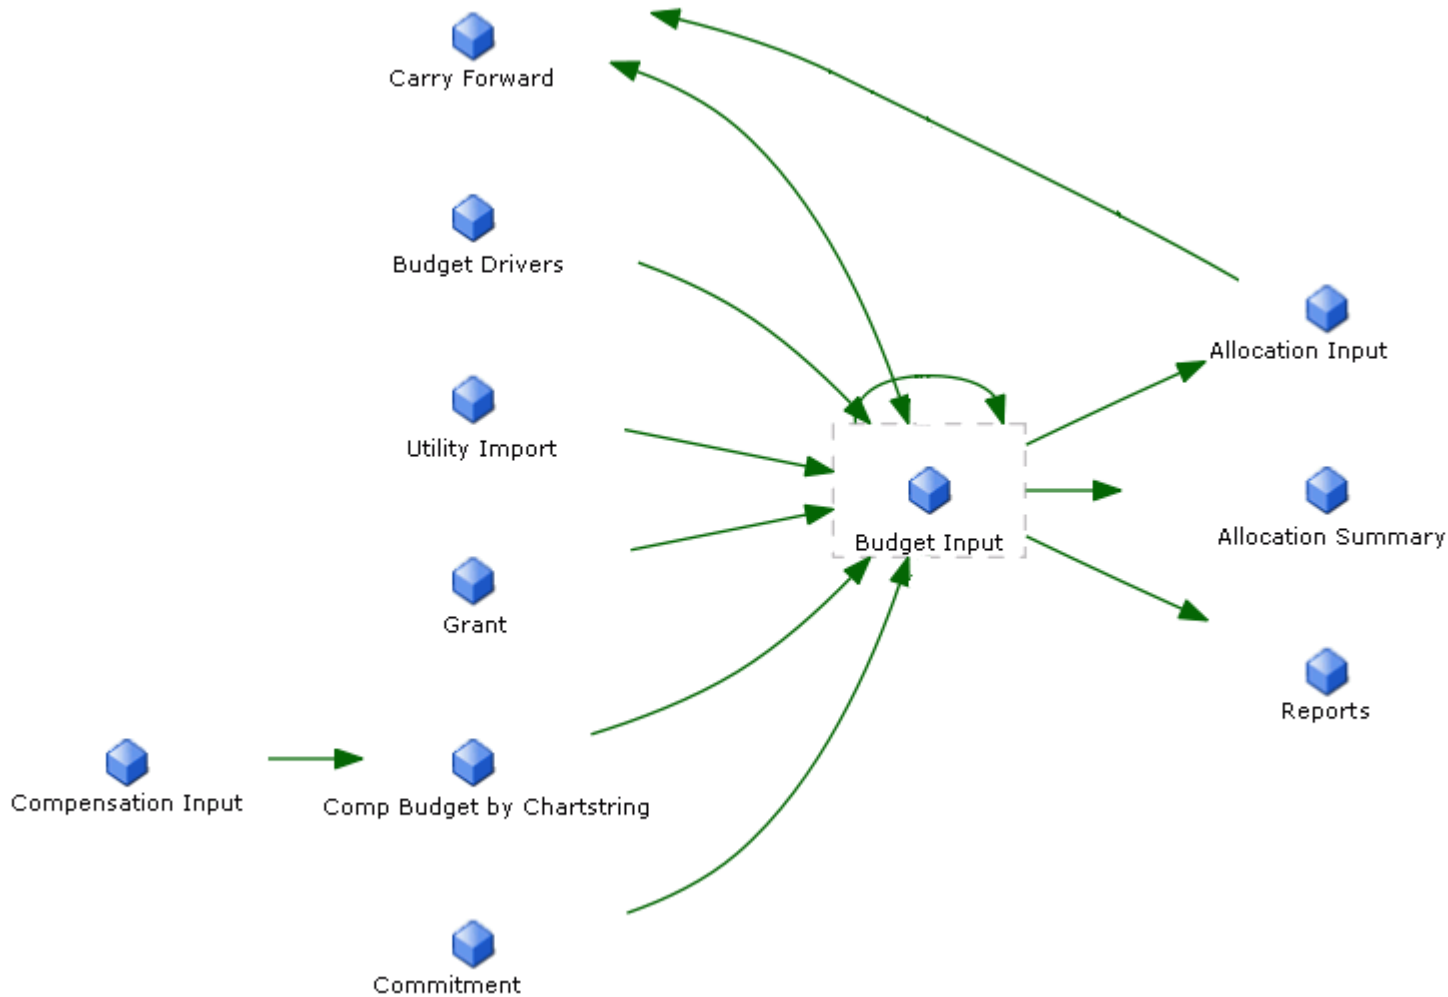 Carry Forward
Budget Drivers
Allocation Input
Utility Import
Budget Input
Allocation Summary
Grant
Reports
Compensation Input
Comp Budget by Chartstring
Commitment